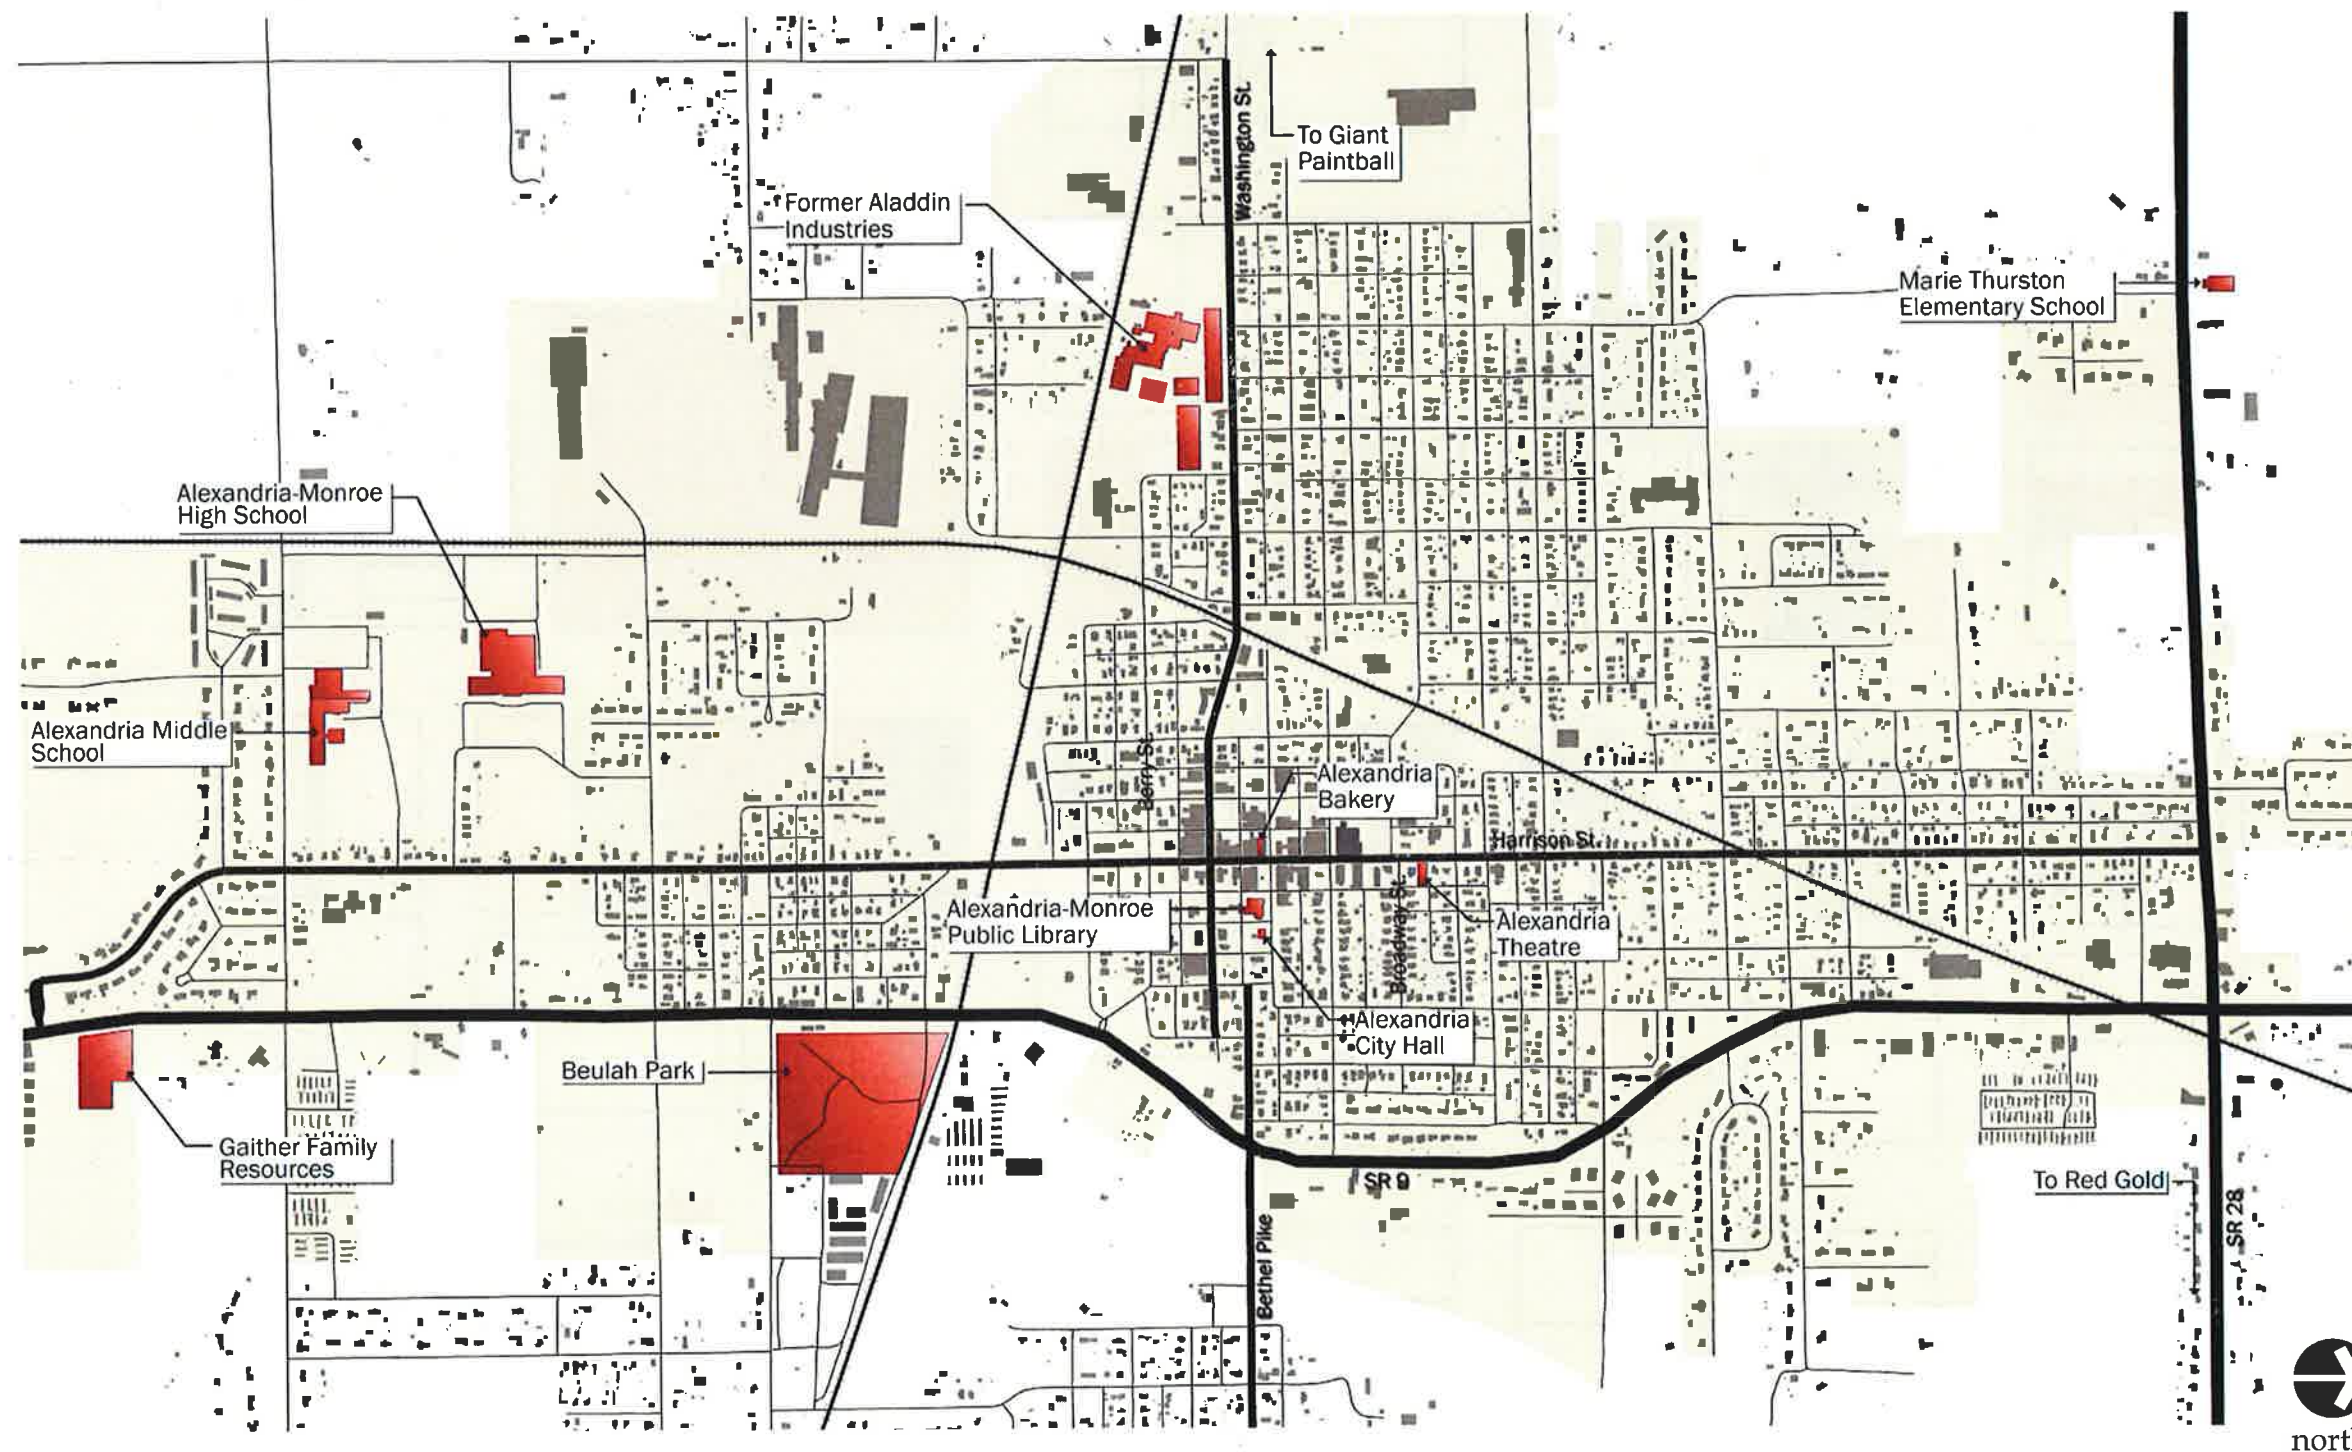 Washington St.
To Giant
Paintball
Former Aladdin
Industries
Marie Thurston
Elementary School
Alexandria-Monroe
High School
Alexandria Middle
School
Berry St.
Alexandria
Bakery
Harrison St.
Alexandria-Monroe
Public Library
Broadway St.
Alexandria
Theatre
Alexandria
City Hall
Beulah Park
Gaither Family
Resources
SR 9
To Red Gold
SR 28
Bethel Pike
nort